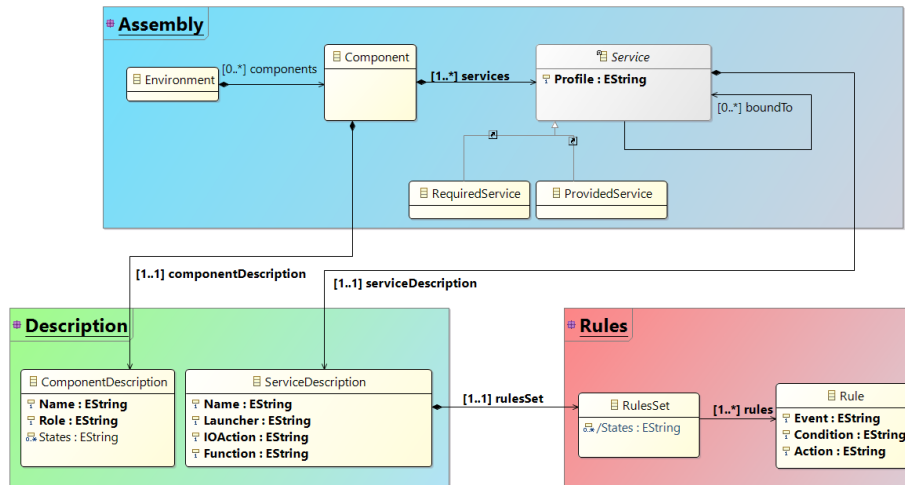 Assembly
Environment
[0..*] components
Component
[1..*] services
Service
Profile : EString
[0..*] boundTo
RequiredService
ProvidedService
[1..1] componentDescription
[1..1] serviceDescription
Description
ComponentDescription
Name : EString
Role : EString
States : EString
ServiceDescription
Name : EString
Launcher : EString
IOAction : EString
Function : EString
[1..1] rulesSet
Rules
RulesSet
/States : EString
[1..*] rules
Rule
Event : EString
Condition : EString
Action : EString